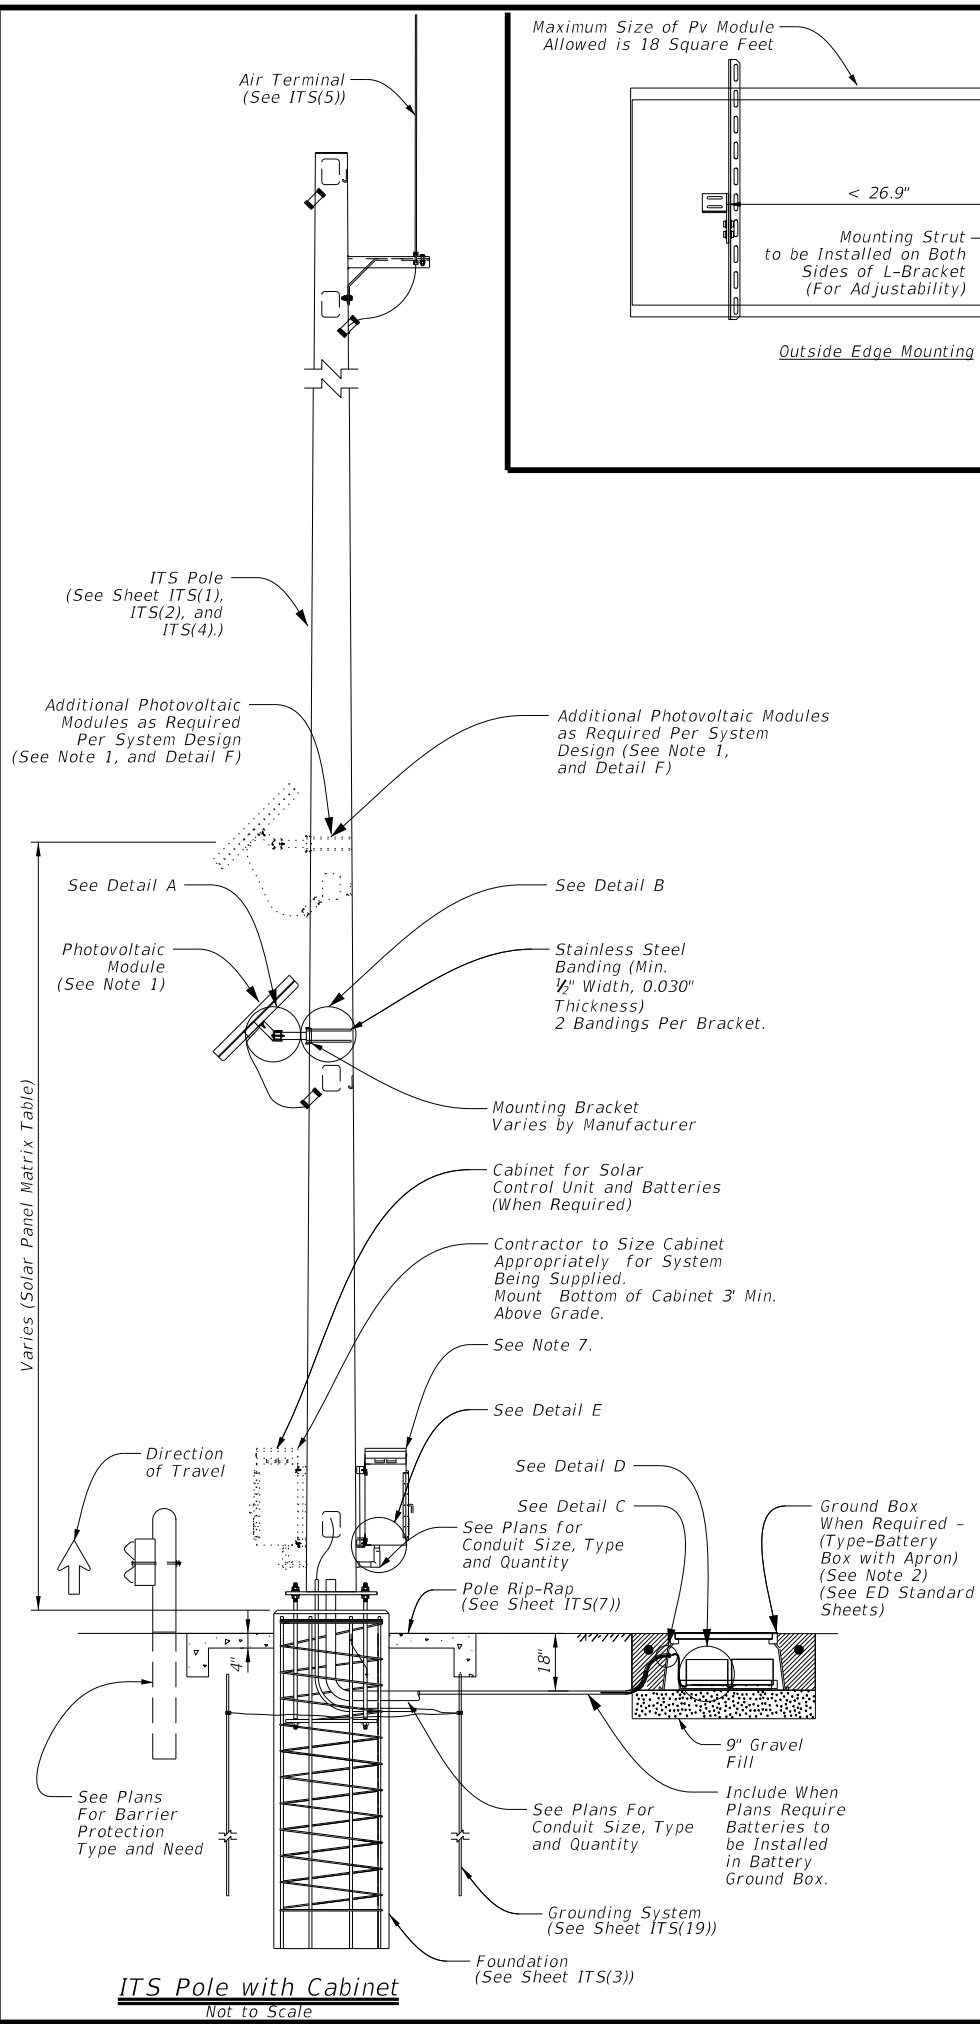 Maximum Size of Pv Module
Allowed is 18 Square Feet
Air Terminal
(See ITS(5))
< 26.9"
Mounting Strut
to be Installed on Both
Sides of L-Bracket
(For Adjustability)
Outside Edge Mounting
ITS Pole
(See Sheet ITS(1),
ITS(2), and
ITS(4).)
Additional Photovoltaic
Modules as Required
Per System Design
(See Note 1, and Detail F)
Additional Photovoltaic Modules
as Required Per System
Design (See Note 1,
and Detail F)
See Detail A
See Detail B
Photovoltaic
Module
(See Note 1)
Stainless Steel
Banding (Min.
1/2" Width, 0.030"
Thickness)
2 Bandings Per Bracket.
Mounting Bracket
Varies by Manufacturer
Varies (Solar Panel Matrix Table)
Cabinet for Solar
Control Unit and Batteries
(When Required)
Contractor to Size Cabinet
Appropriately for System
Being Supplied.
Mount Bottom of Cabinet 3' Min.
Above Grade.
See Note 7.
See Detail E
Direction
of Travel
See Detail D
See Detail C
See Plans for
Conduit Size, Type
and Quantity
Ground Box
When Required -
(Type-Battery
Box with Apron)
(See Note 2)
(See ED Standard
Sheets)
Pole Rip-Rap
(See Sheet ITS(7))
4"
18"
9" Gravel
Fill
See Plans
For Barrier
Protection
Type and Need
See Plans For
Conduit Size, Type
and Quantity
Include When
Plans Require
Batteries to
be Installed
in Battery
Ground Box.
Grounding System
(See Sheet ITS(19))
Foundation
(See Sheet ITS(3))
ITS Pole with Cabinet
Not to Scale